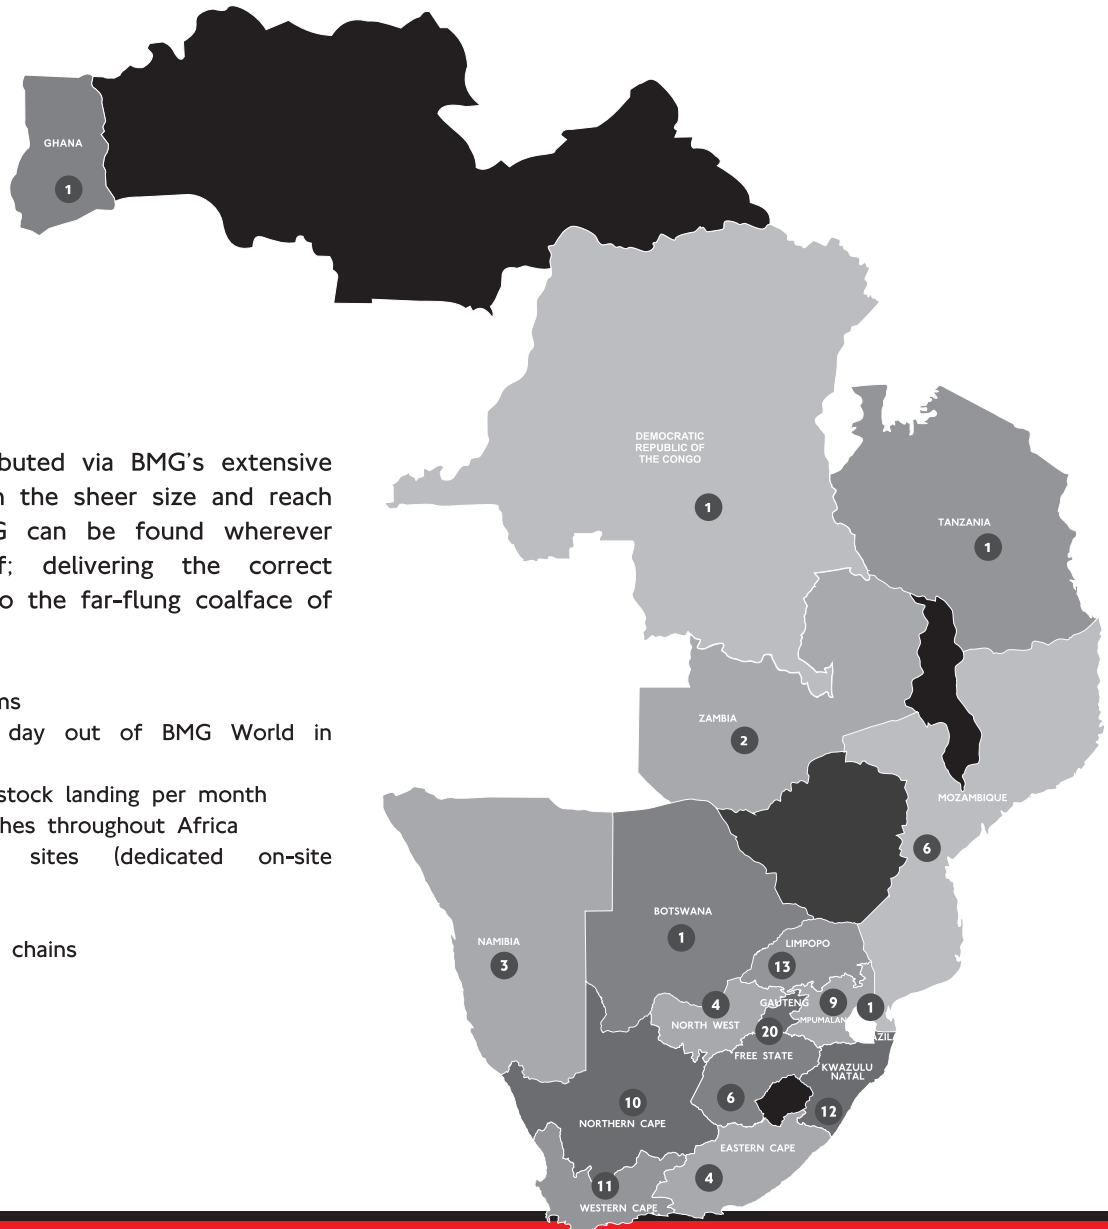 GHANA
1
DEMOCRATIC
REPUBLIC OF
THE CONGO
1
TANZANIA
1
buted via BMG's extensive
the sheer size and reach
can be found wherever
delivering the correct
the far-flung coalface of
day out of BMG World in
stock landing per month
throughout Africa
sites (dedicated on-site
chains
ZAMBIA
2
MOZAMBIQUE
6
BOTSWANA
1
NAMIBIA
3
LIMPOPO
13
4
NORTH WEST
GAUTENG
20
9
MPUMALAN
1
AZILA
FREE STATE
6
KWAZULU
NATAL
12
10
NORTHERN CAPE
EASTERN CAPE
4
11
WESTERN CAPE